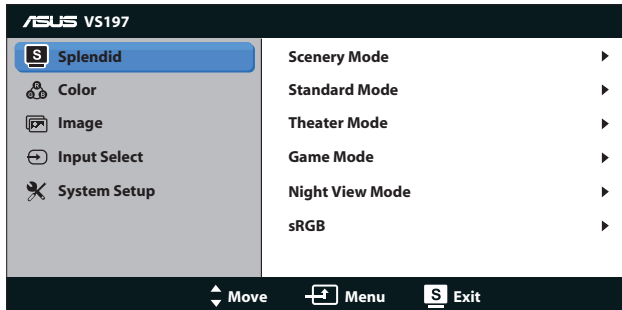 ASUS VS197
S Splendid
Color
Image
Input Select
System Setup
Scenery Mode
Standard Mode
Theater Mode
Game Mode
Night View Mode
sRGB
Move Menu S Exit